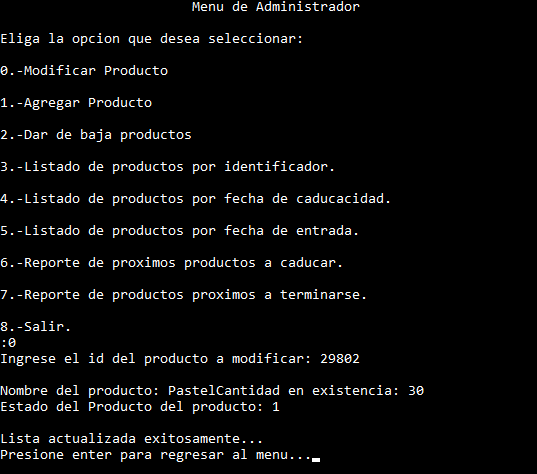 Menu de Administrador
Eliga la opcion que desea seleccionar:
0.-Modificar Producto
1.-Agregar Producto
2.-Dar de baja productos
3.-Listado de productos por identificador.
4.-Listado de productos por fecha de caducacidad.
5.-Listado de productos por fecha de entrada.
6.-Reporte de proximos productos a caducar.
7.-Reporte de productos proximos a terminarse.
8.-Salir.
:0
Ingrese el id del producto a modificar: 29802
Nombre del producto: PastelCantidad en existencia: 30
Estado del Producto del producto: 1
Lista actualizada exitosamente...
Presione enter para regresar al menu...